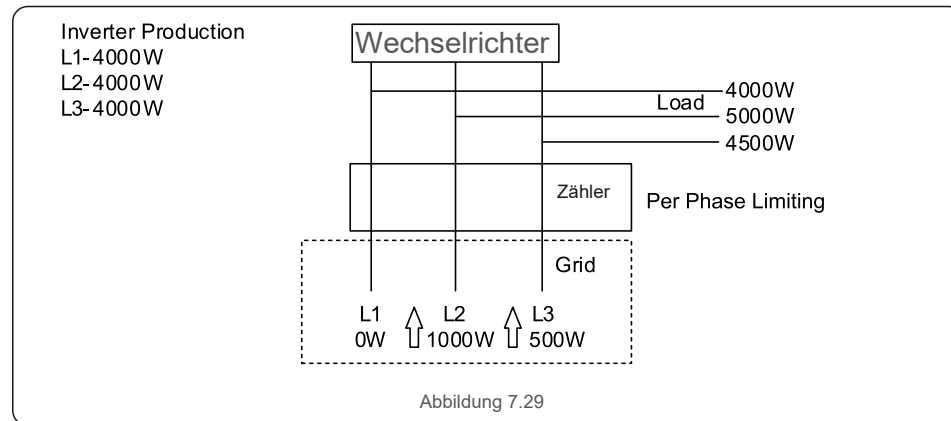 Inverter Production
L1-4000W
L2-4000W
L3-4000W
Wechselrichter
4000W
Load
5000W
4500W
Zähler
Per Phase Limiting
Grid
L1 L2 L3
0W 1000W 500W
Abbildung 7.29